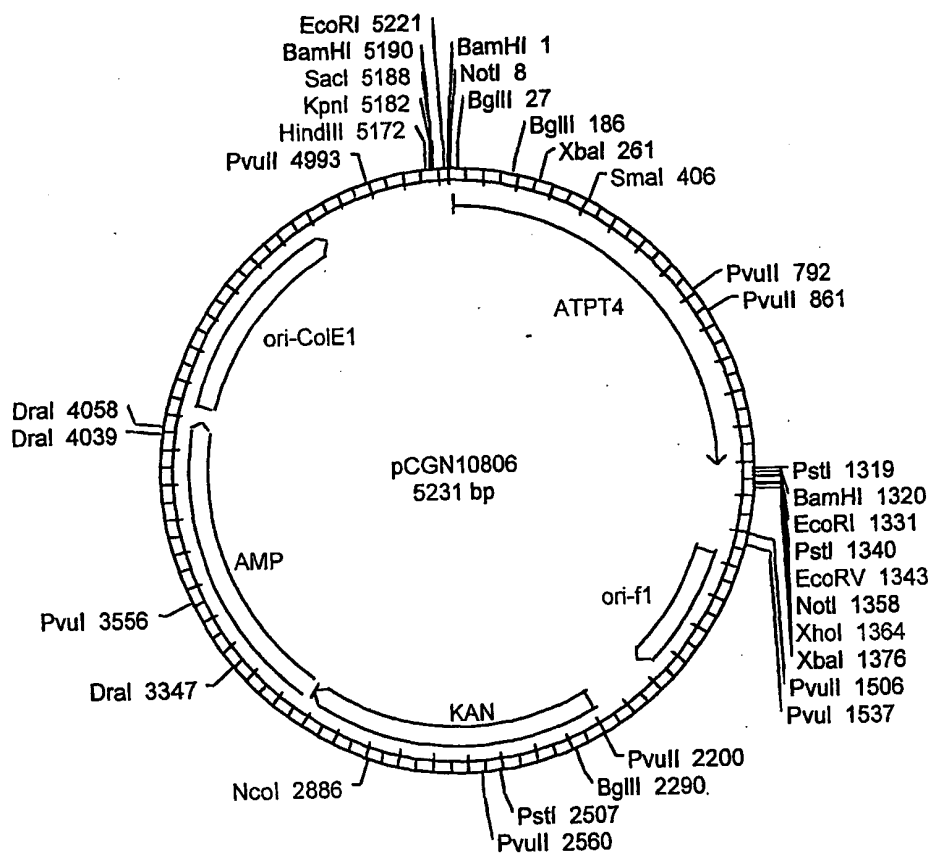 EcoRI 5221
BamHI 5190
SacI 5188
KpnI 5182
HindIII 5172
PvuII 4993
BamHI 1
NotI 8
BglII 27
BglII 186
XbaI 261
SmaI 406
PvuII 792
PvuII 861
ATPT4
ori-ColE1
DraI 4058
DraI 4039
pCGN10806
5231 bp
PstI 1319
BamHI 1320
EcoRI 1331
PstI 1340
EcoRV 1343
NotI 1358
XhoI 1364
XbaI 1376
PvuII 1506
PvuI 1537
AMP
ori-f1
PvuI 3556
DraI 3347
KAN
NcoI 2886
PvuII 2200
BglII 2290
PstI 2507
PvuII 2560